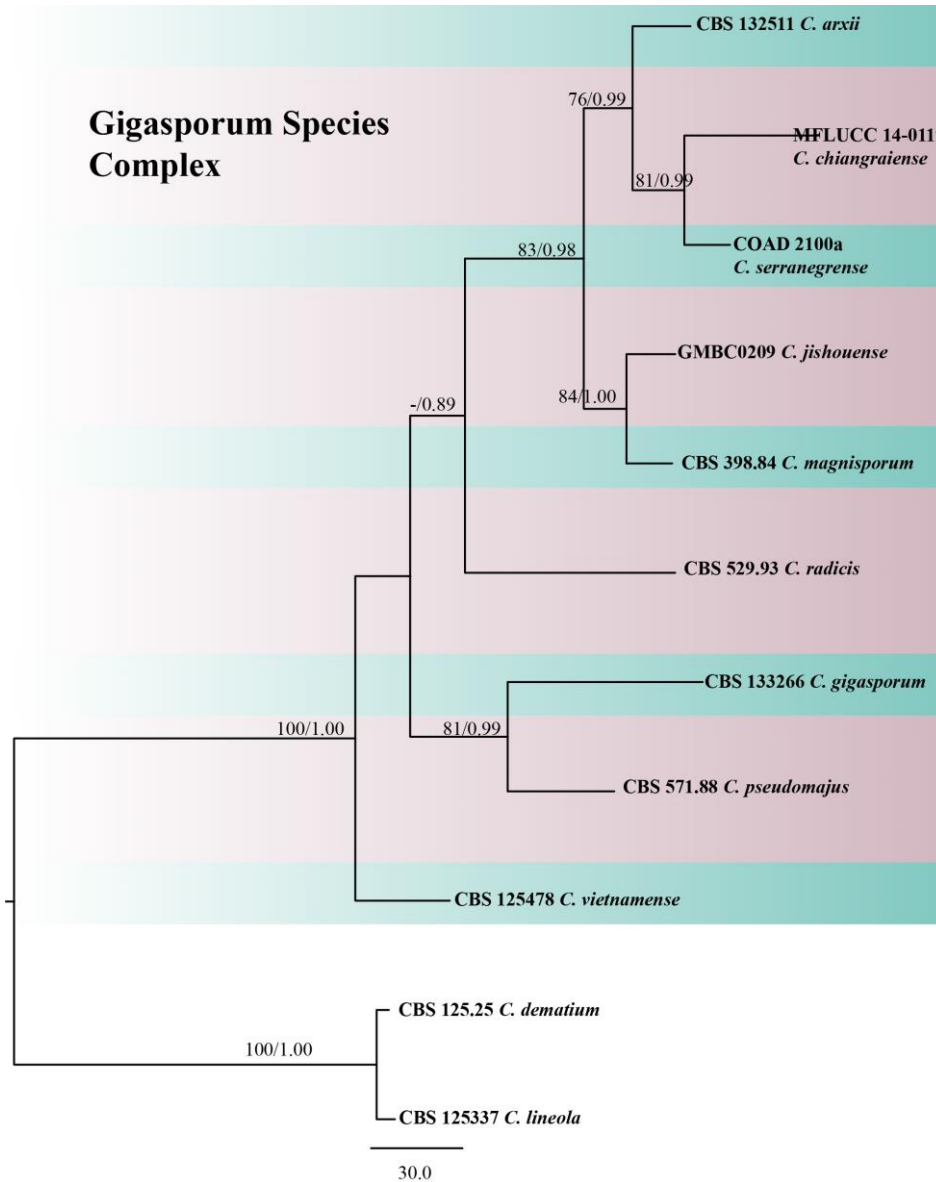 CBS 132511 C. arxii
Gigasporum Species
Complex
76/0.99
MFLUCC 14-011
C. chiangraiense
81/0.99
83/0.98
COAD 2100a
C. serranegrense
GMBC0209 C. jishouense
84/1.00
-/0.89
CBS 398.84 C. magnisporum
CBS 529.93 C. radicis
CBS 133266 C. gigasporum
100/1.00
81/0.99
CBS 571.88 C. pseudomajus
CBS 125478 C. vietnamense
CBS 125.25 C. dematium
100/1.00
CBS 125337 C. lineola
30.0